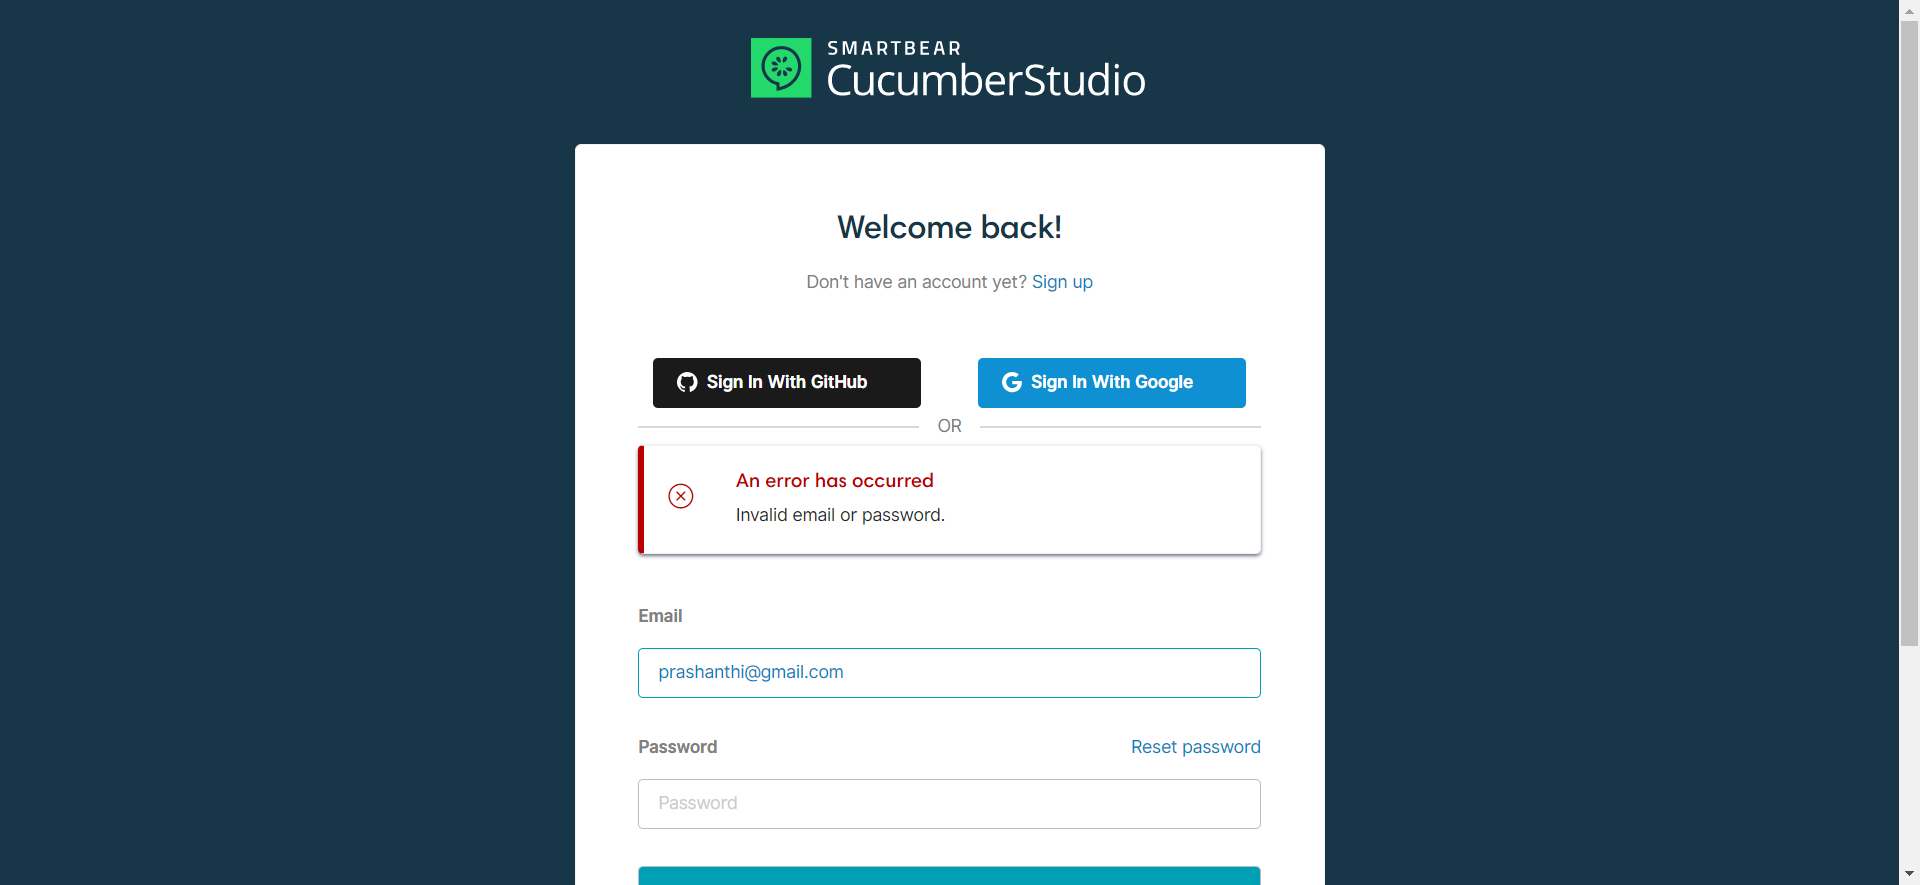 SMARTBEAR
CucumberStudio
Welcome back!
Don't have an account yet? Sign up
Sign In With GitHub
Sign In With Google
OR
An error has occurred
Invalid email or password.
Email
prashanthi@gmail.com
Password
Reset password
Password